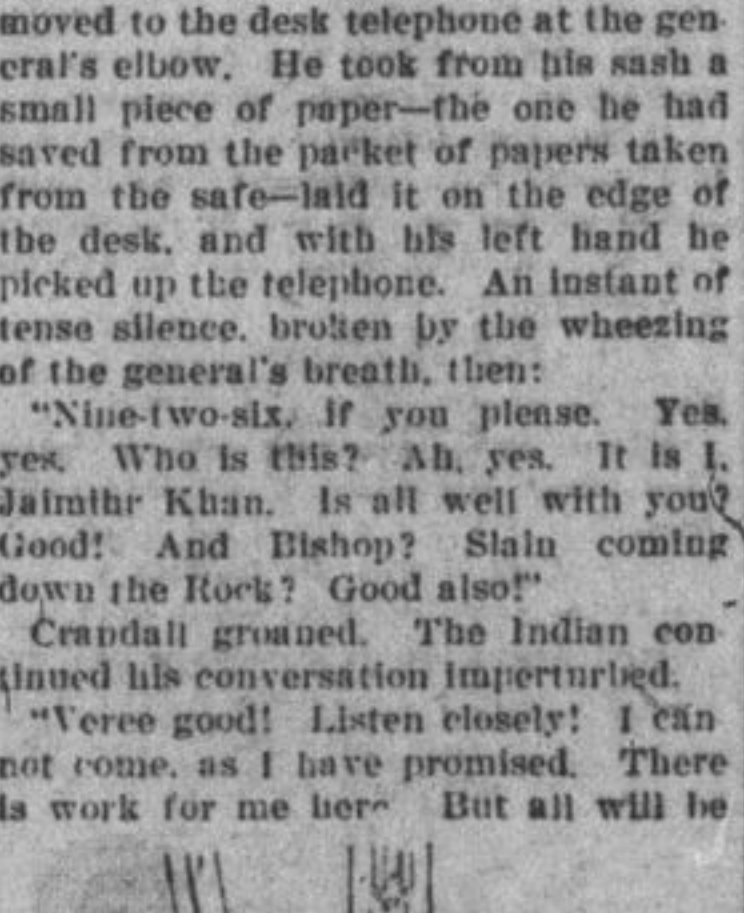 moved to the desk telephone at the gen-
eral's elbow. He took from his sash a
small piece of paper—the one he had
saved from the packet of papers taken
from the safe—laid it on the edge of
the desk, and with his left hand he
picked up the telephone. An instant of
tense silence, broken by the wheezing
of the general's breath, then:
"Nine-two-six, if you please. Yes,
yes. Who is this? Ah, yes. It is I,
Jaimihr Khan. Is all well with you?
Good! And Bishop? Slain coming
down the Rock? Good also!"
Crandall groaned. The Indian con-
tinued his conversation imperturbed.
"Veree good! Listen closely! I can
not come, as I have promised. There
is work for me here But all will be